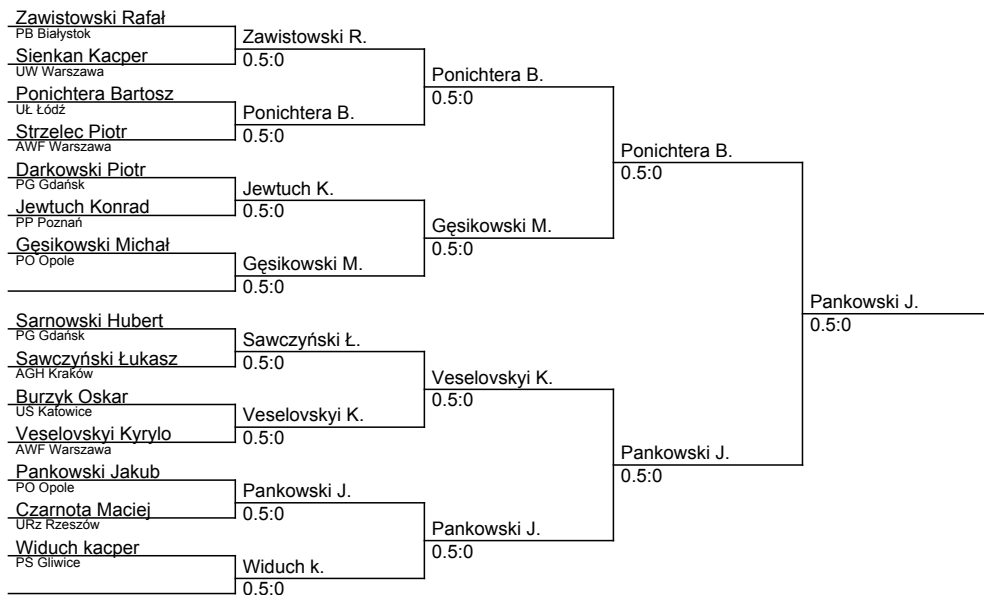 Zawistowski Rafał
PB Białystok
Sienkan Kacper
UW Warszawa
Ponichtera Bartosz
UŁ Łódź
Strzelec Piotr
AWF Warszawa
Darkowski Piotr
PG Gdańsk
Jewtuch Konrad
PP Poznań
Gęsikowski Michał
PO Opole
Sarnowski Hubert
PG Gdańsk
Sawczyński Łukasz
AGH Kraków
Burzyk Oskar
UŚ Katowice
Veselovskyi Kyrylo
AWF Warszawa
Pankowski Jakub
PO Opole
Czarnota Maciej
URz Rzeszów
Widuch kacper
PŚ Gliwice
Zawistowski R.
0.5:0
Ponichtera B.
0.5:0
Jewtuch K.
0.5:0
Gęsikowski M.
0.5:0
Sawczyński Ł.
0.5:0
Veselovskyi K.
0.5:0
Pankowski J.
0.5:0
Widuch k.
0.5:0
Ponichtera B.
0.5:0
Gęsikowski M.
0.5:0
Veselovskyi K.
0.5:0
Pankowski J.
0.5:0
Ponichtera B.
0.5:0
Pankowski J.
0.5:0
Pankowski J.
0.5:0